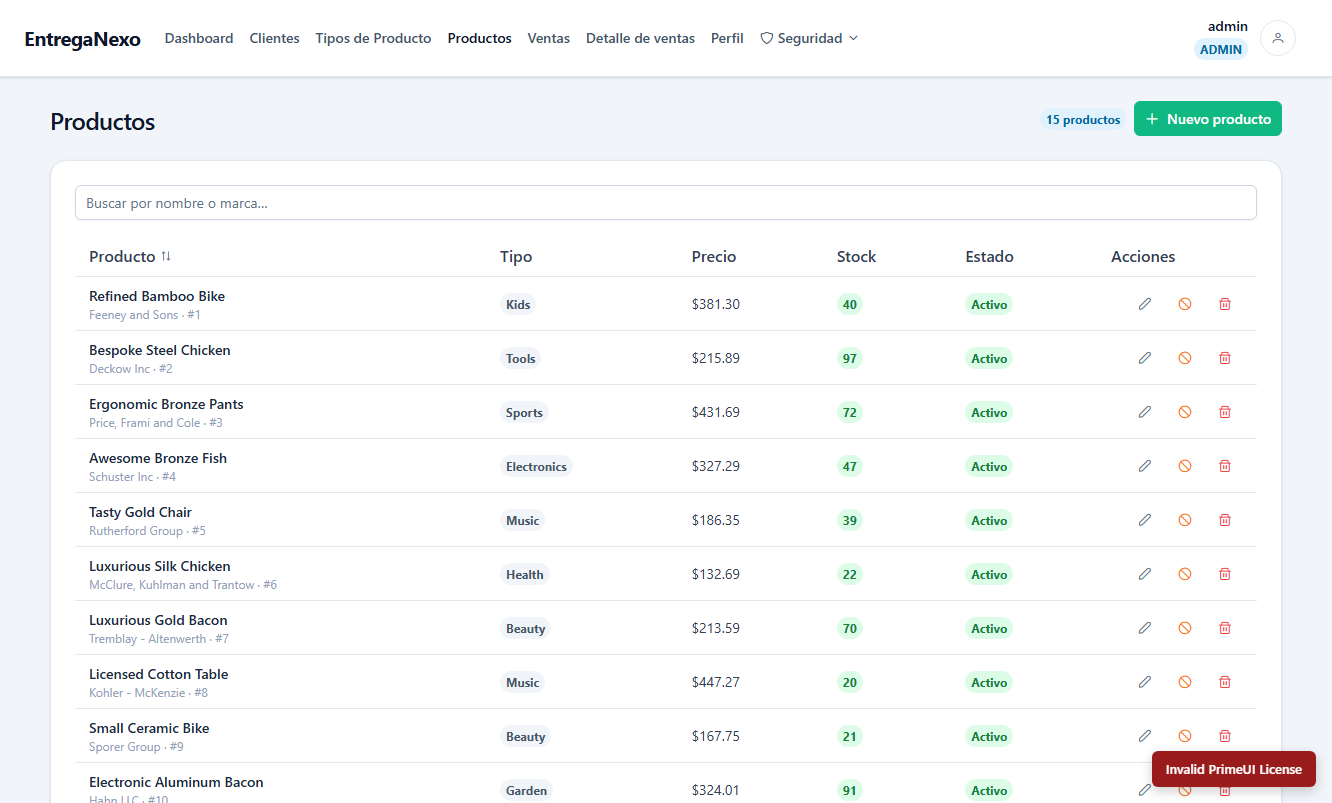 EntregaNexo Dashboard Clientes Tipos de Producto Productos Ventas Detalle de ventas Perfil Seguridad admin
ADMIN
Productos 15 productos + Nuevo producto
Buscar por nombre o marca...
Producto Tipo Precio Stock Estado Acciones
Refined Bamboo Bike Kids $381.30 40 Activo
Feeney and Sons · #1
Bespoke Steel Chicken Tools $215.89 97 Activo
Deckow Inc · #2
Ergonomic Bronze Pants Sports $431.69 72 Activo
Price, Frami and Cole · #3
Awesome Bronze Fish Electronics $327.29 47 Activo
Schuster Inc · #4
Tasty Gold Chair Music $186.35 39 Activo
Rutherford Group · #5
Luxurious Silk Chicken Health $132.69 22 Activo
McClure, Kuhlman and Trantow · #6
Luxurious Gold Bacon Beauty $213.59 70 Activo
Tremblay - Altenwerth · #7
Licensed Cotton Table Music $447.27 20 Activo
Kohler - McKenzie · #8
Small Ceramic Bike Beauty $167.75 21 Activo
Sporer Group · #9
Invalid PrimeUI License
Electronic Aluminum Bacon Garden $324.01 91 Activo
Hahn LLC · #10